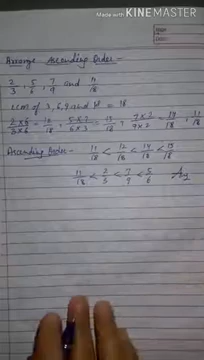 Made with KINEMASTER
Arrange Ascending Order -
2/3, 5/6, 7/9 and 11/18
LCM of 3, 6, 9 and 18 = 18
2×6/3×6 = 12/18, 5×3/6×3 = 15/18, 7×2/9×2 = 14/18, 11/18
Ascending Order - 11/18 < 12/18 < 14/18 < 15/18
11/18 < 2/3 < 7/9 < 5/6 Ans